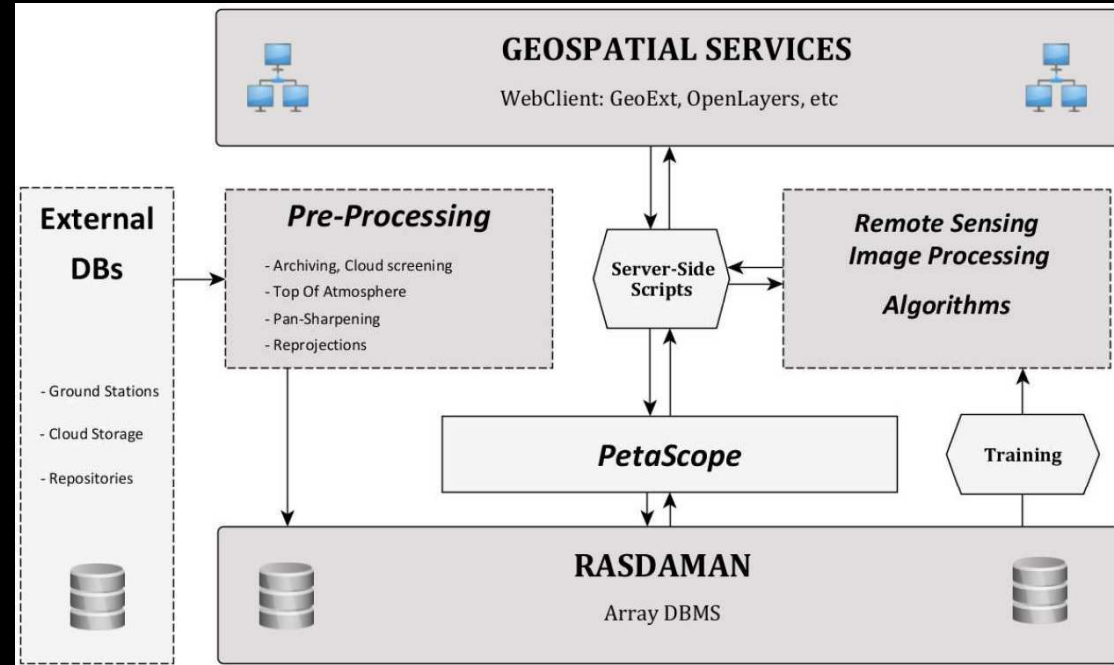 GEOSPATIAL SERVICES
WebClient: GeoExt, OpenLayers, etc
External
DBs
- Ground Stations
- Cloud Storage
- Repositories
Pre-Processing
- Archiving, Cloud screening
- Top Of Atmosphere
- Pan-Sharpening
- Reprojections
Server-Side
Scripts
Remote Sensing
Image Processing
Algorithms
PetaScope
Training
RASDAMAN
Array DBMS